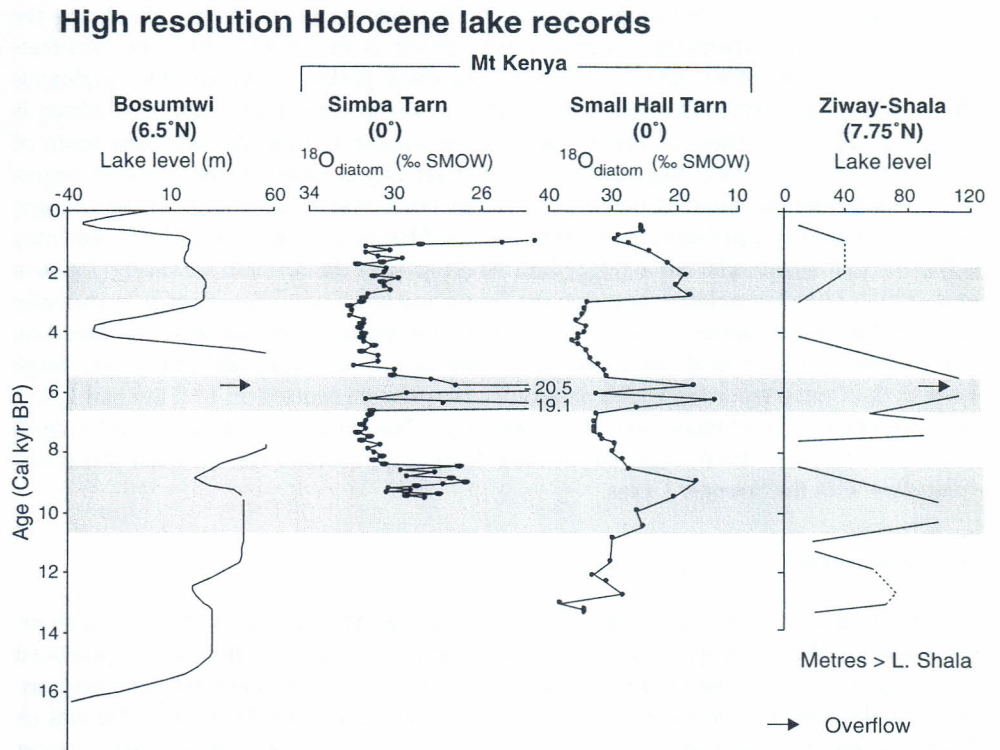 High resolution Holocene lake records
Mt Kenya
Bosumtwi
(6.5°N)
Lake level (m)
-40 10 60
Simba Tarn
(0°)
18Odiatom (‰ SMOW)
34 30 26
Small Hall Tarn
(0°)
18Odiatom (‰ SMOW)
40 30 20 10
Ziway-Shala
(7.75°N)
Lake level
0 40 80 120
Age (Cal kyr BP)
0
2
4
6
8
10
12
14
16
20.5
19.1
Metres > L. Shala
Overflow